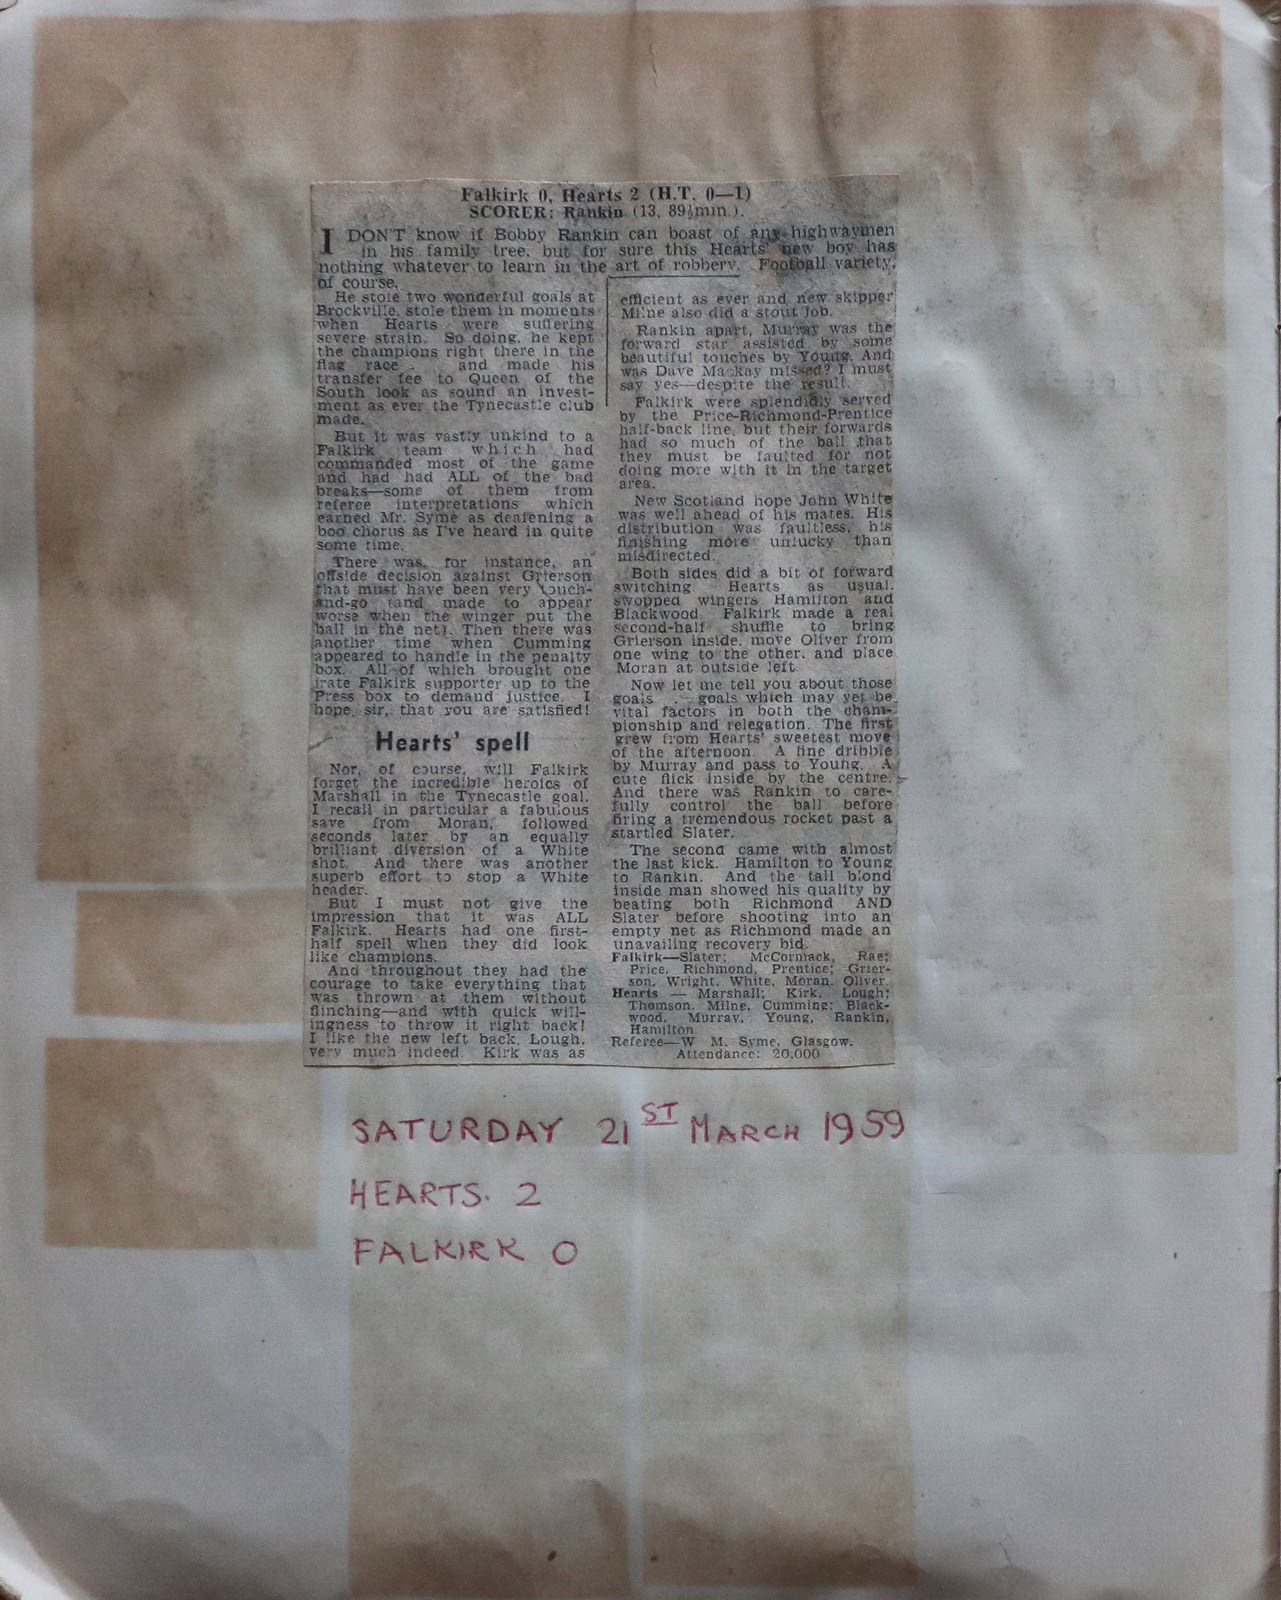 Falkirk 0, Hearts 2 (H.T. 0—1)
SCORER: Rankin (13, 89½min.).
I DON'T know if Bobby Rankin can boast of any highwaymen
in his family tree, but for sure this Hearts' new boy has
nothing whatever to learn in the art of robbery. Football variety,
of course.
He stole two wonderful goals at
Brockville, stole them in moments
when Hearts were suffering
severe strain. So doing, he kept
the champions right there in the
flag race . . and made his
transfer fee to Queen of the
South look as sound an invest-
ment as ever the Tynecastle club
made.
But it was vastly unkind to a
Falkirk team which had
commanded most of the game
and had had ALL of the bad
breaks—some of them from
referee interpretations which
earned Mr. Syme as deafening a
boo chorus as I've heard in quite
some time.
There was, for instance, an
offside decision against Grierson
that must have been very touch-
and-go (and made to appear
worse when the winger put the
ball in the net). Then there was
another time when Cumming
appeared to handle in the penalty
box. All of which brought one
irate Falkirk supporter up to the
Press box to demand justice. I
hope, sir, that you are satisfied!
Hearts' spell
Nor, of course, will Falkirk
forget the incredible heroics of
Marshall in the Tynecastle goal.
I recall in particular a fabulous
save from Moran, followed
seconds later by an equally
brilliant diversion of a White
shot. And there was another
superb effort to stop a White
header.
But I must not give the
impression that it was ALL
Falkirk. Hearts had one first-
half spell when they did look
like champions.
And throughout they had the
courage to take everything that
was thrown at them without
flinching—and with quick will-
ingness to throw it right back!
I like the new left back, Lough,
very much indeed. Kirk was as
efficient as ever and new skipper
Milne also did a stout job.
Rankin apart, Murray was the
forward star assisted by some
beautiful touches by Young. And
was Dave Mackay missed? I must
say yes—despite the result.
Falkirk were splendidly served
by the Price-Richmond-Prentice
half-back line, but their forwards
had so much of the ball that
they must be faulted for not
doing more with it in the target
area.
New Scotland hope John White
was well ahead of his mates. His
distribution was faultless, his
finishing more unlucky than
misdirected.
Both sides did a bit of forward
switching Hearts as usual,
swopped wingers Hamilton and
Blackwood. Falkirk made a real
second-half shuffle to bring
Grierson inside, move Oliver from
one wing to the other, and place
Moran at outside left
Now let me tell you about those
goals . . goals which may yet be
vital factors in both the cham-
pionship and relegation. The first
grew from Hearts' sweetest move
of the afternoon. A fine dribble
by Murray and pass to Young. A
cute flick inside by the centre.
And there was Rankin to care-
fully control the ball before
firing a tremendous rocket past a
startled Slater.
The second came with almost
the last kick. Hamilton to Young
to Rankin. And the tall blond
inside man showed his quality by
beating both Richmond AND
Slater before shooting into an
empty net as Richmond made an
unavailing recovery bid.
Falkirk—Slater; McCormack, Rae;
Price, Richmond, Prentice; Grier-
son, Wright, White, Moran, Oliver.
Hearts — Marshall; Kirk, Lough;
Thomson, Milne, Cumming; Black-
wood, Murray, Young, Rankin,
Hamilton.
Referee—W M. Syme, Glasgow.
Attendance: 20,000
SATURDAY 21ST MARCH 1959
HEARTS. 2
FALKIRK 0